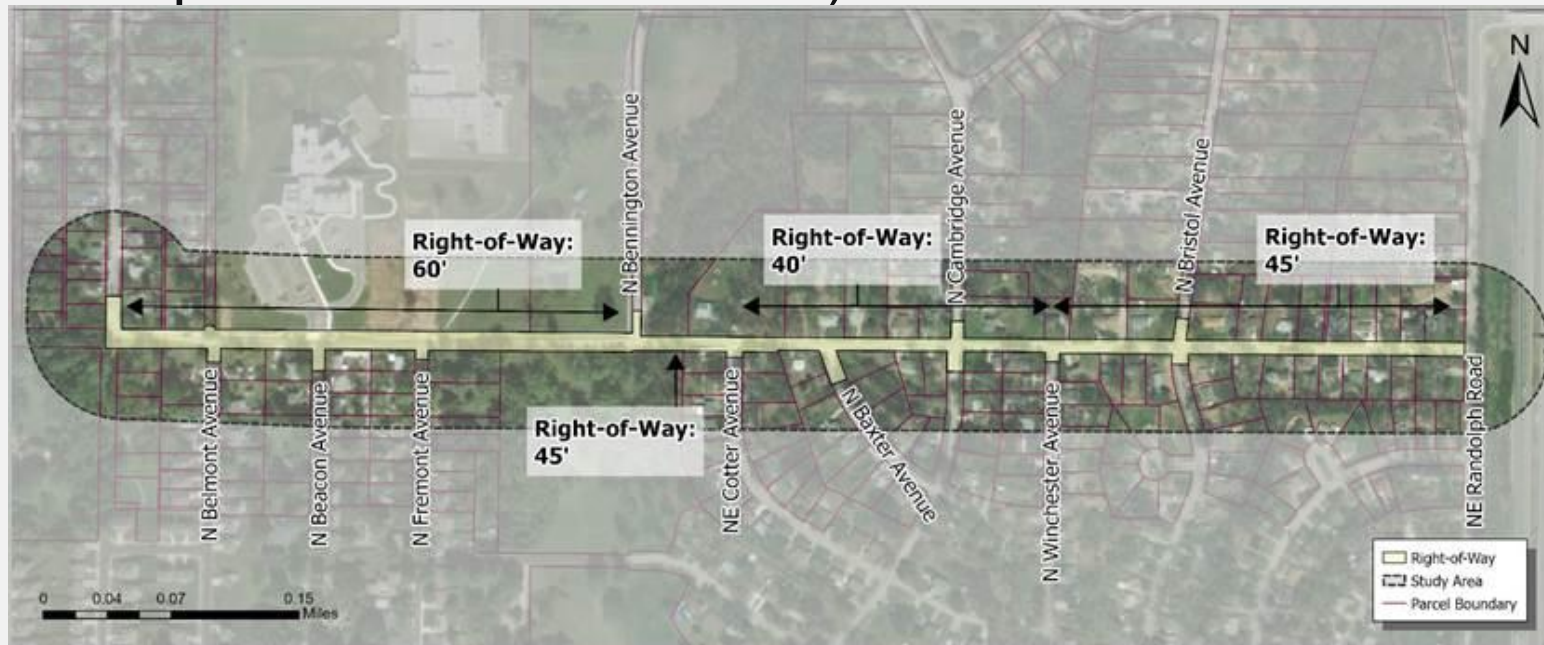 N
N Bennington Avenue
N Cambridge Avenue
N Bristol Avenue
Right-of-Way:
60'
Right-of-Way:
40'
Right-of-Way:
45'
Right-of-Way:
45'
N Belmont Avenue
N Beacon Avenue
N Fremont Avenue
NE Cotter Avenue
N Baxter Avenue
N Winchester Avenue
NE Randolph Road
0 0.04 0.07 0.15
Miles
Right-of-Way
Study Area
Parcel Boundary